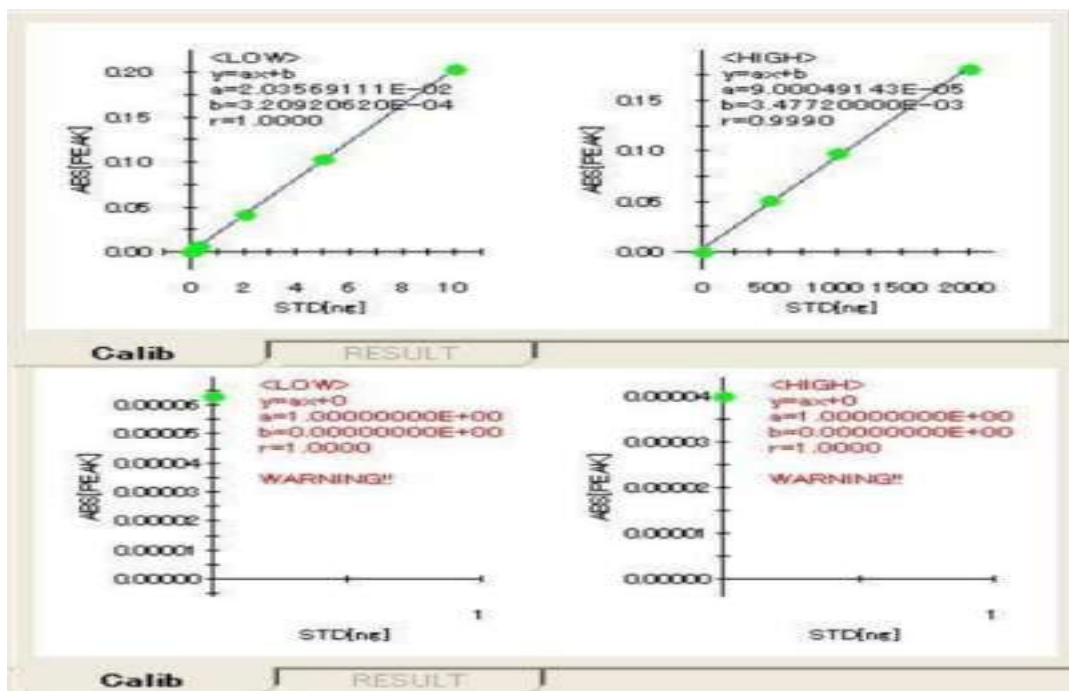 <LOW>
y=ax+b
a=2.03569111E-02
b=3.20920620E-04
r=1.0000
ABS[PEAK]
0.20
0.15
0.10
0.05
0.00
0 2 4 6 8 10
STD[ng]
<HIGH>
y=ax+b
a=9.00049143E-05
b=3.47720000E-03
r=0.9990
ABS[PEAK]
0.15
0.10
0.05
0.00
0 500 1000 1500 2000
STD[ng]
Calib RESULT
<LOW>
y=ax+0
a=1.00000000E+00
b=0.00000000E+00
r=1.0000
WARNING!!
ABS[PEAK]
0.00006
0.00005
0.00004
0.00003
0.00002
0.00001
0.00000
1
STD[ng]
<HIGH>
y=ax+0
a=1.00000000E+00
b=0.00000000E+00
r=1.0000
WARNING!!
ABS[PEAK]
0.00004
0.00003
0.00002
0.00001
0.00000
1
STD[ng]
Calib RESULT